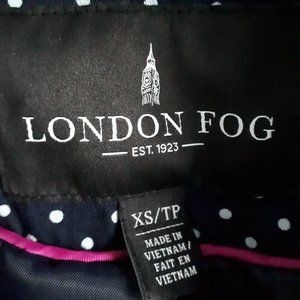 LONDON FOG
EST. 1923
XS/TP
MADE IN
VIETNAM/
FAIT EN
VIETNAM